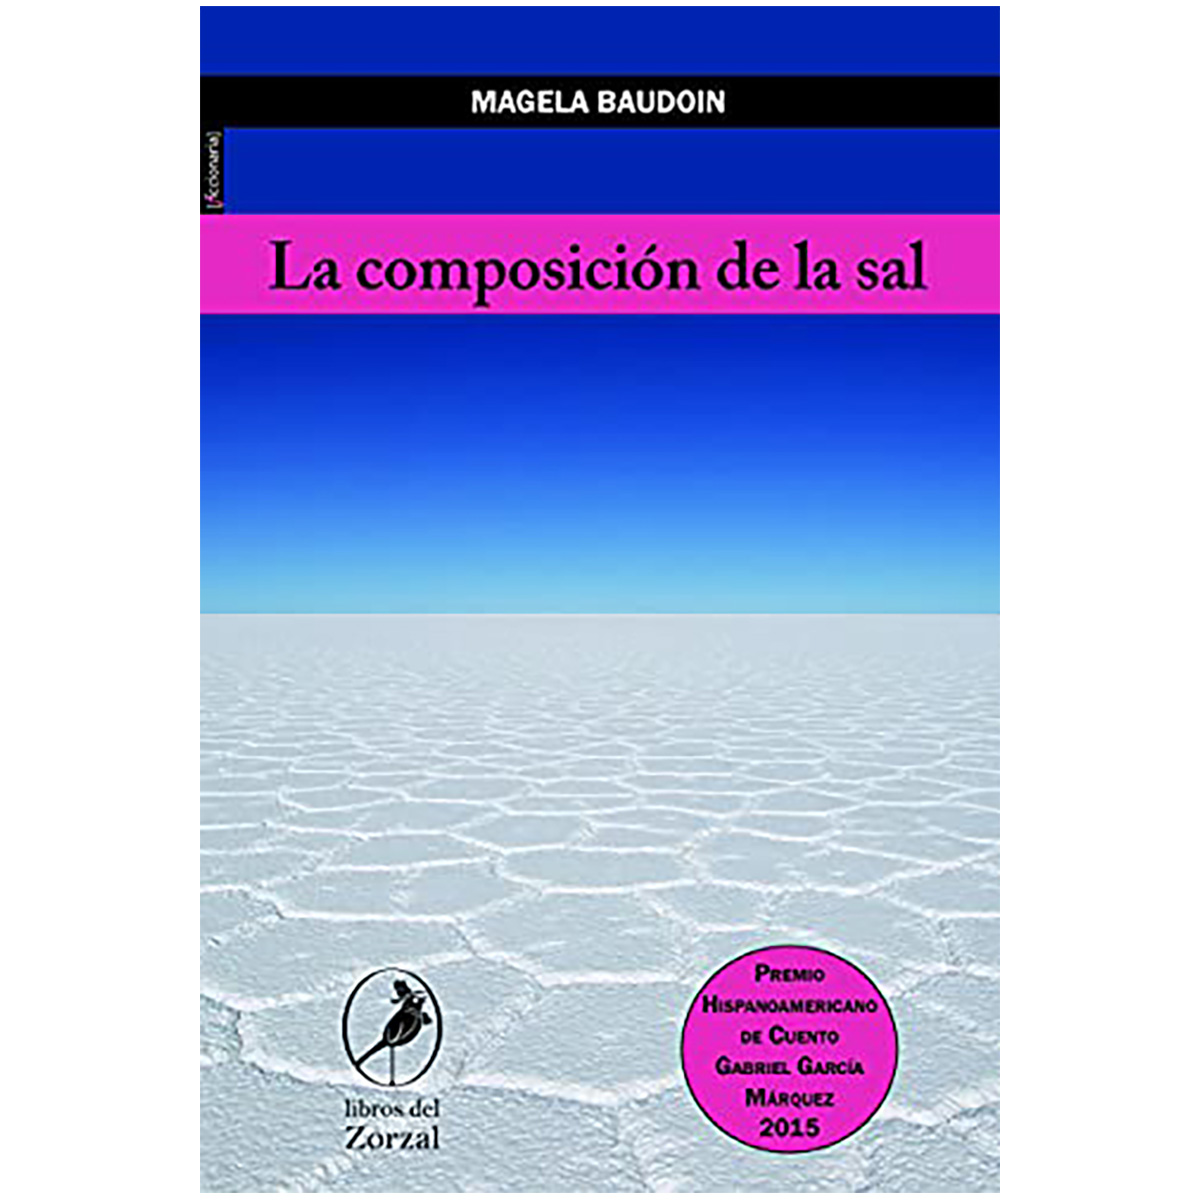 MAGELA BAUDOIN
[ficcionaria]
La composición de la sal
PREMIO
HISPANOAMERICANO
DE CUENTO
GABRIEL GARCÍA
MÁRQUEZ
2015
libros del
Zorzal